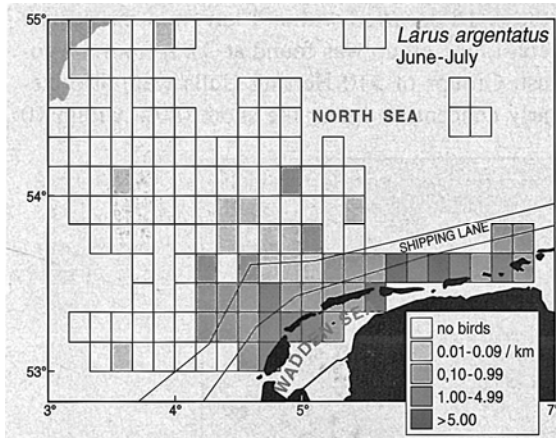 55°
Larus argentatus
June-July
NORTH SEA
54°
SHIPPING LANE
WADDEN SEA
no birds
0.01-0.09 / km
0,10-0.99
1.00-4.99
>5.00
53°
3°
4°
5°
7°